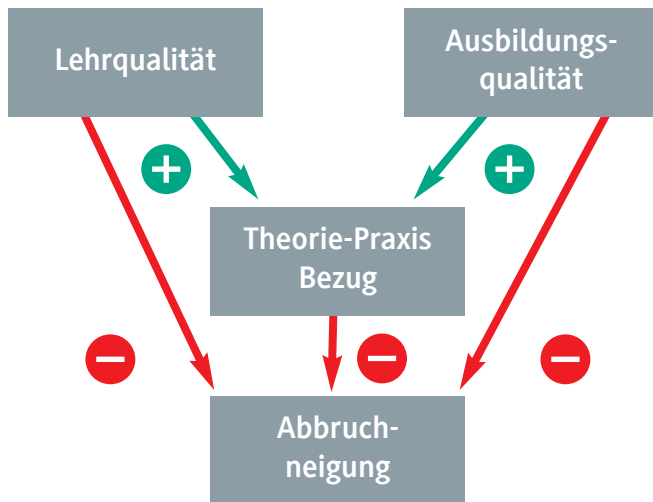 Lehrqualität
Ausbildungs-
qualität
+
+
Theorie-Praxis
Bezug
−
−
−
Abbruch-
neigung